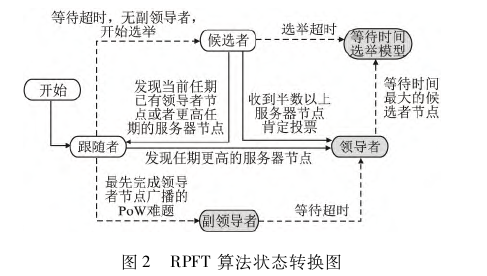 等待超时，无副领导者，
开始选举
候选者
选举超时
等待时间
选举模型
开始
发现当前任期
已有领导者节
点或者更高任
期的服务器节点
收到半数以上
服务器节点
肯定投票
等待时间
最大的候
选者节点
跟随者
领导者
发现任期更高的服务器节点
最先完成领导
者节点广播的
PoW难题
副领导者
等待超时
图2 RPFT 算法状态转换图